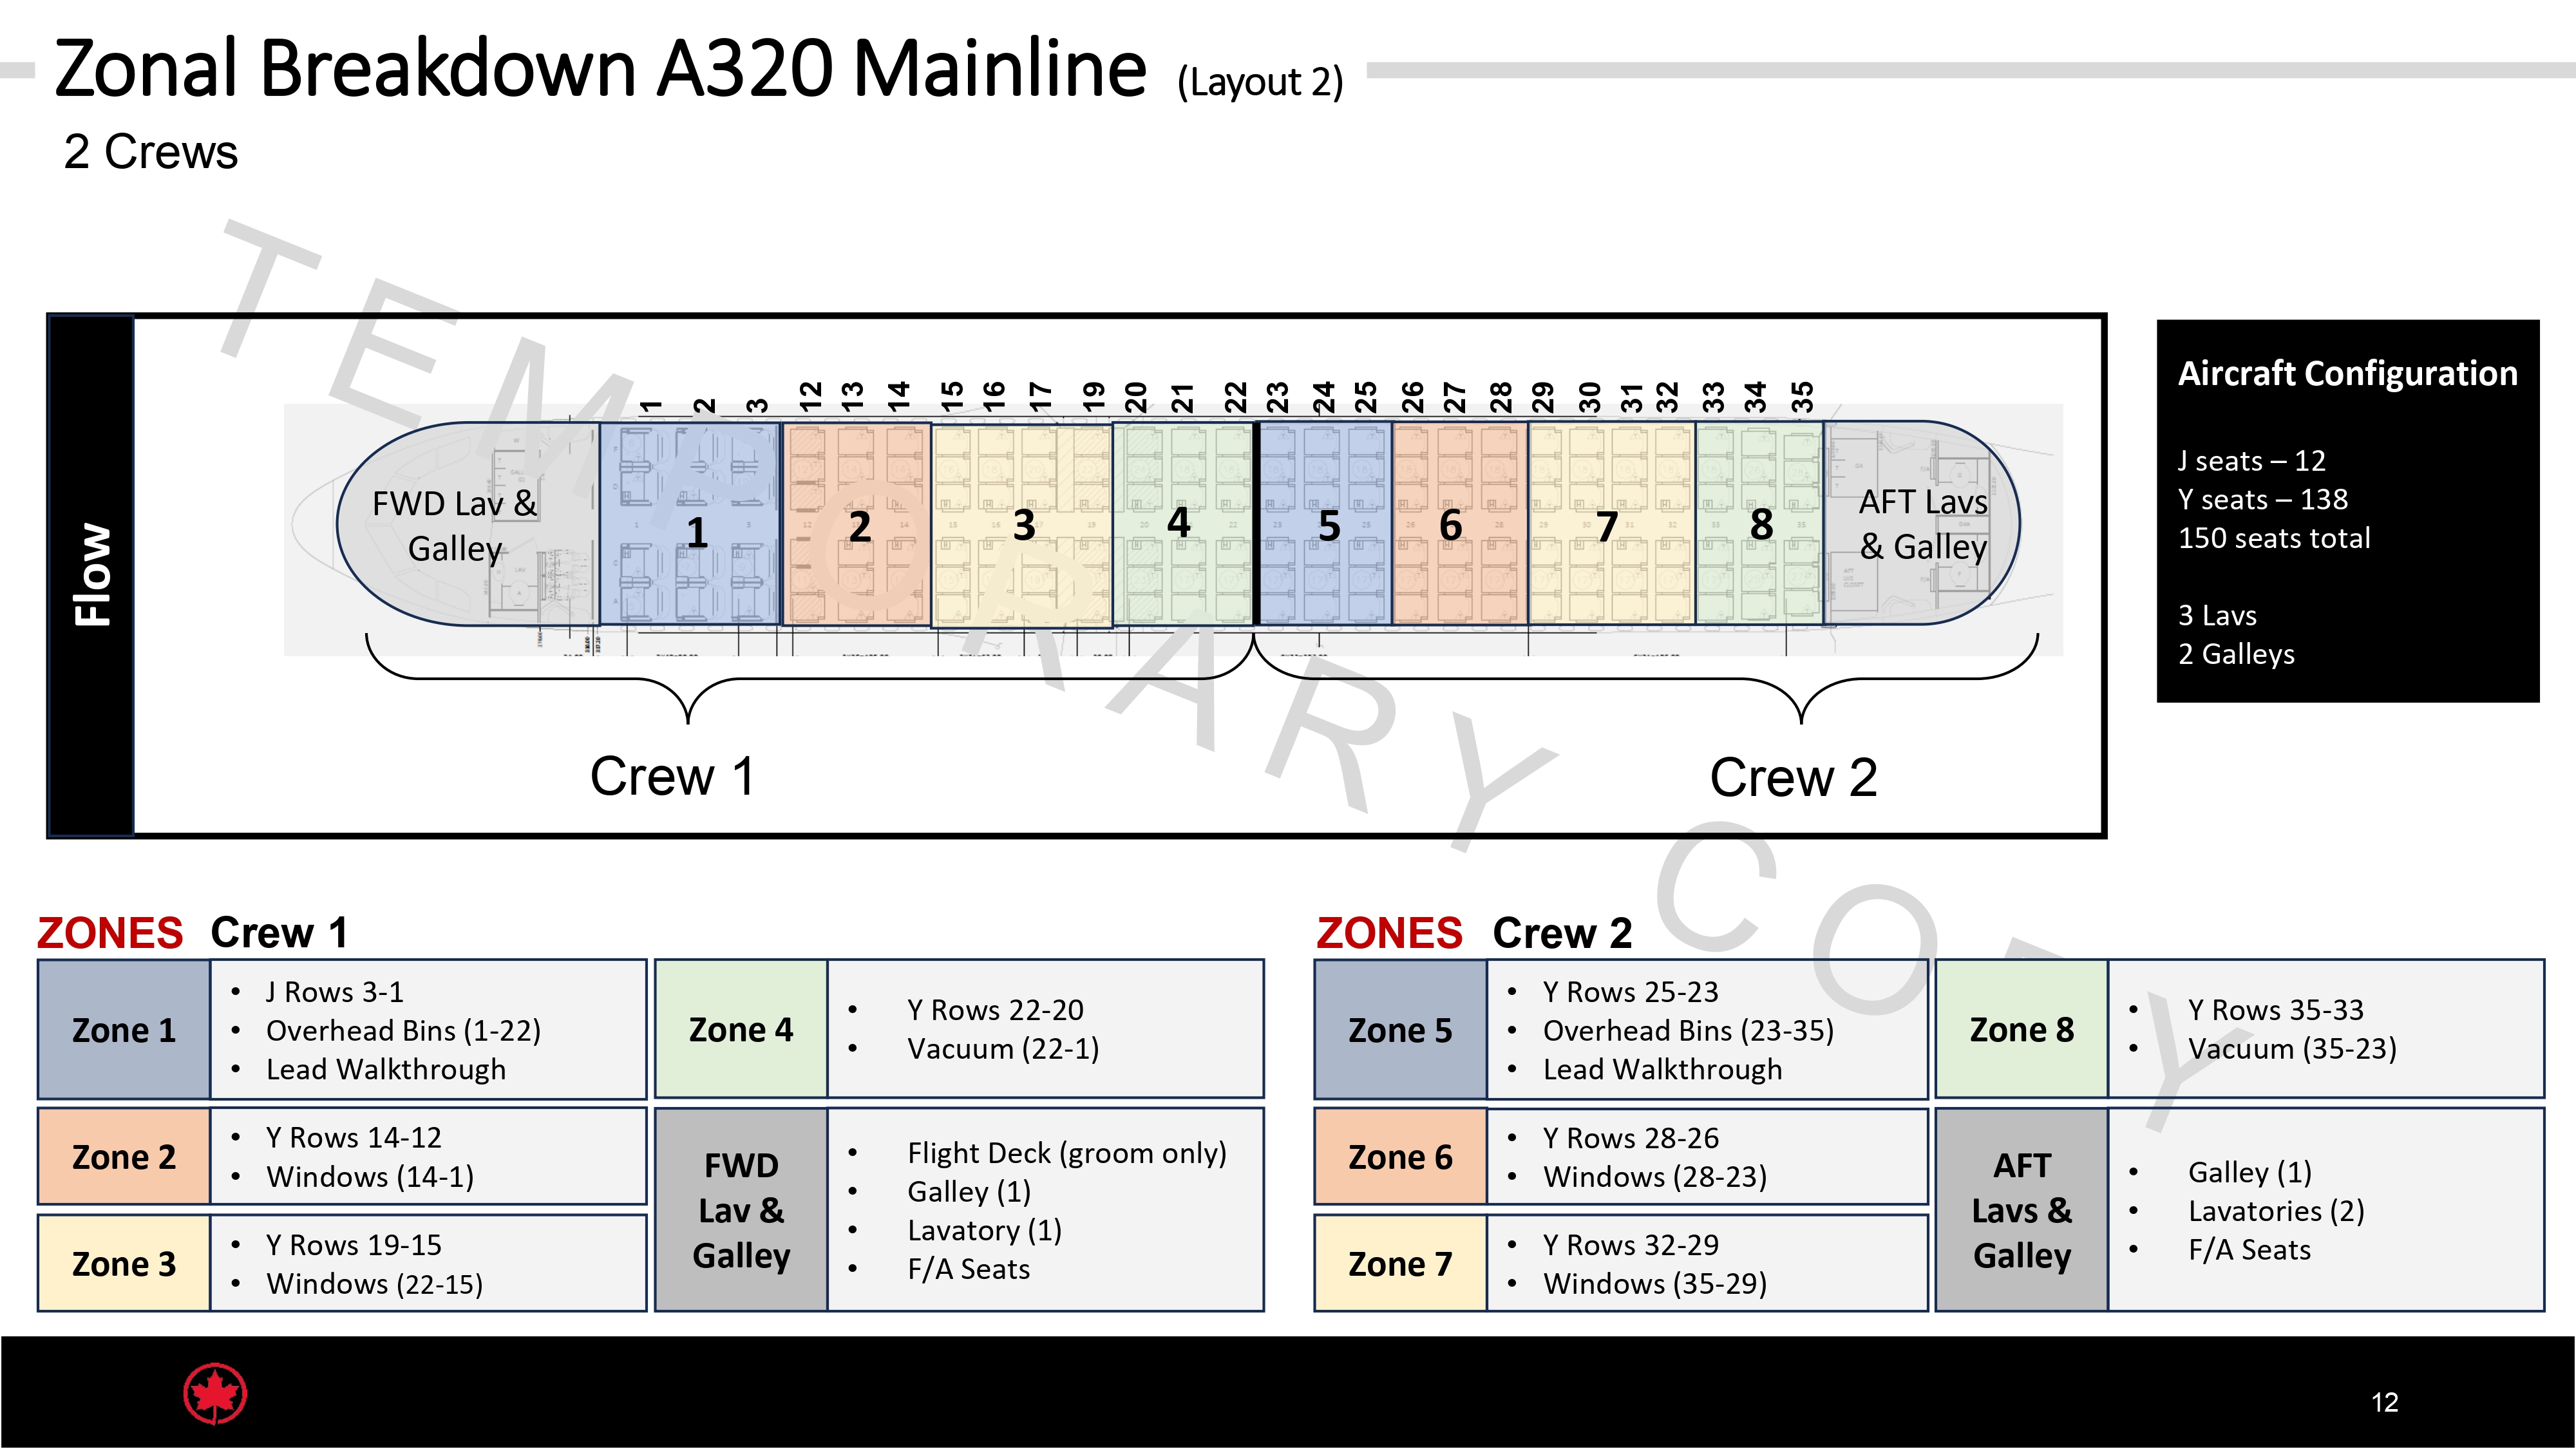 Zonal Breakdown A320 Mainline (Layout 2)
2 Crews
TEMPORARY COPY
Flow
1 2 3 12 13 14 15 16 17 19 20 21 22 23 24 25 26 27 28 29 30 31 32 33 34 35
FWD Lav &
Galley
1 2 3 4 5 6 7 8
AFT Lavs
& Galley
Crew 1
Crew 2
Aircraft Configuration
J seats – 12
Y seats – 138
150 seats total
3 Lavs
2 Galleys
ZONES Crew 1
Zone 1
• J Rows 3-1
• Overhead Bins (1-22)
• Lead Walkthrough
Zone 2
• Y Rows 14-12
• Windows (14-1)
Zone 3
• Y Rows 19-15
• Windows (22-15)
Zone 4
• Y Rows 22-20
• Vacuum (22-1)
FWD
Lav &
Galley
• Flight Deck (groom only)
• Galley (1)
• Lavatory (1)
• F/A Seats
ZONES Crew 2
Zone 5
• Y Rows 25-23
• Overhead Bins (23-35)
• Lead Walkthrough
Zone 6
• Y Rows 28-26
• Windows (28-23)
Zone 7
• Y Rows 32-29
• Windows (35-29)
Zone 8
• Y Rows 35-33
• Vacuum (35-23)
AFT
Lavs &
Galley
• Galley (1)
• Lavatories (2)
• F/A Seats
12